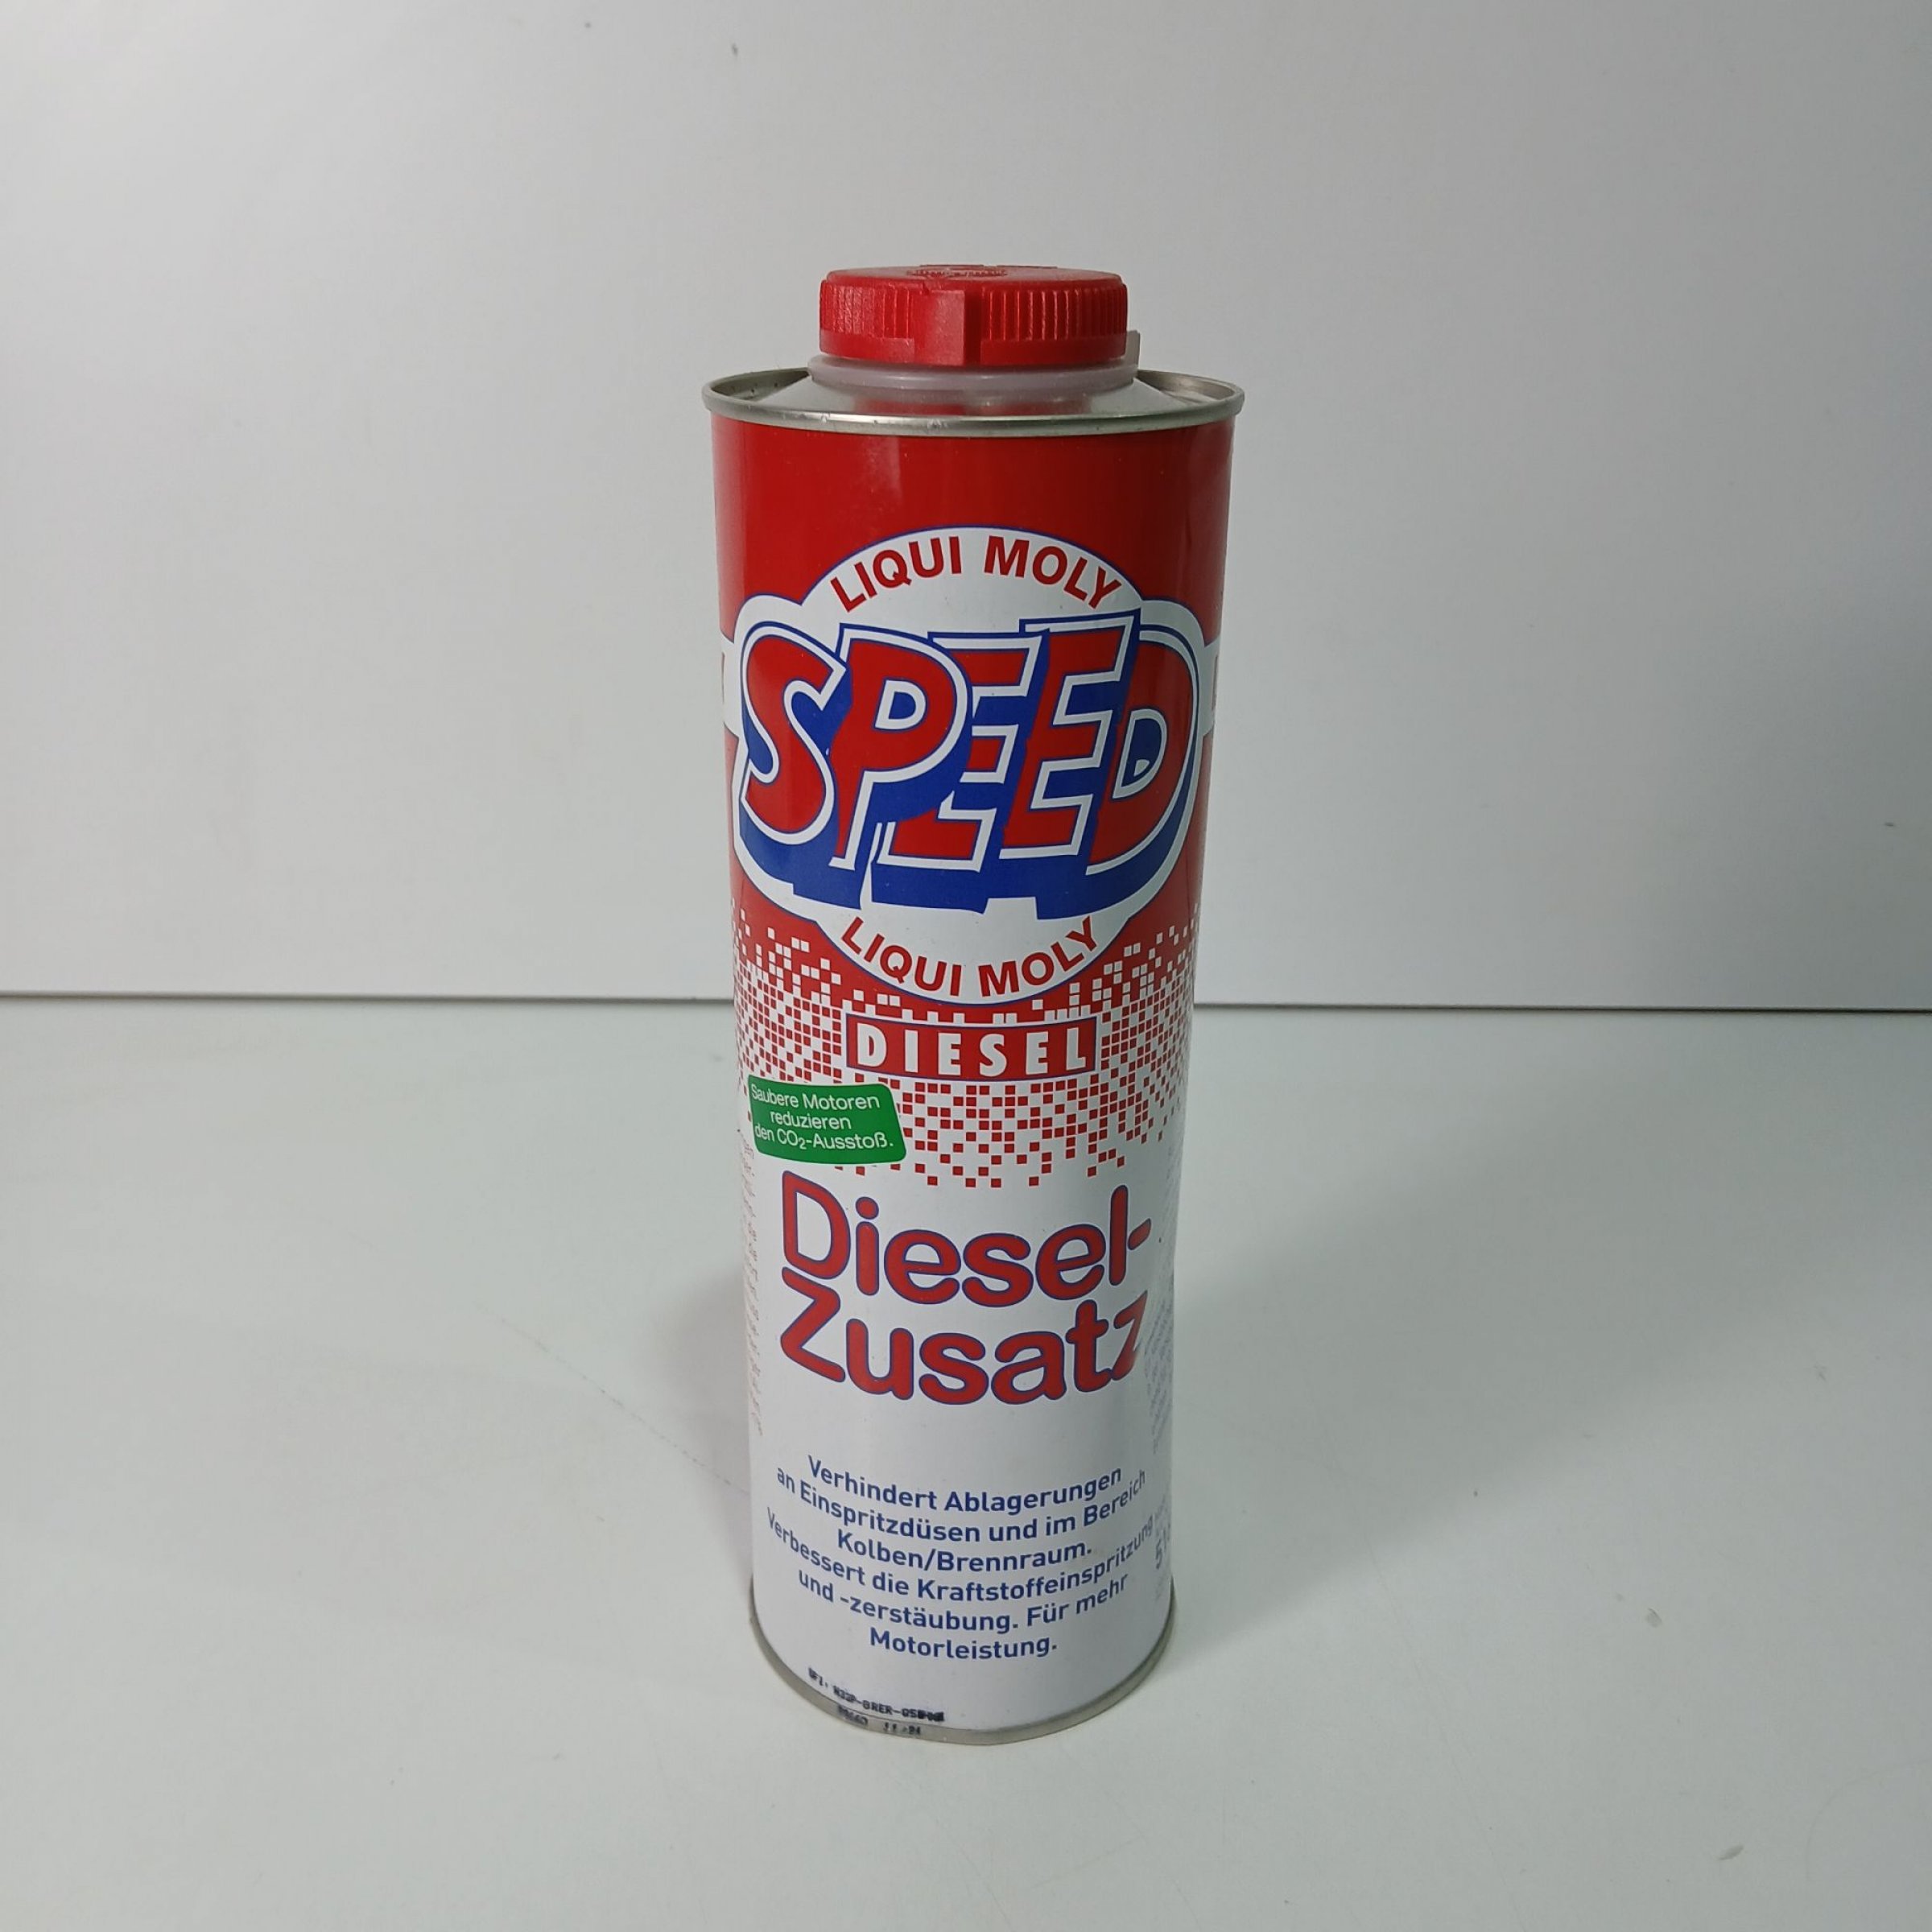 LIQUI MOLY
SPEED
LIQUI MOLY
DIESEL
Saubere Motoren
reduzieren
den CO₂-Ausstoß.
Diesel-
Zusatz
Verhindert Ablagerungen
an Einspritzdüsen und im Bereich
Kolben/Brennraum.
Verbessert die Kraftstoffeinspritzung
und -zerstäubung. Für mehr
Motorleistung.